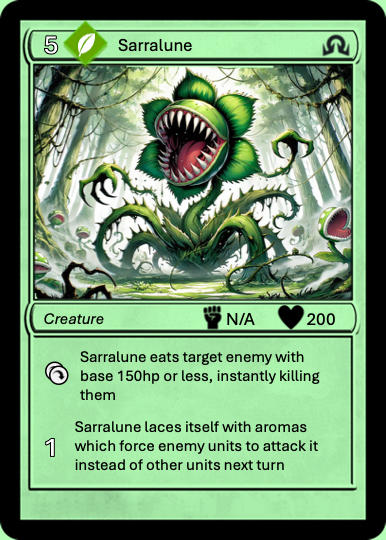 5 Sarralune
Creature N/A 200
Sarralune eats target enemy with
base 150hp or less, instantly killing
them
Sarralune laces itself with aromas
1 which force enemy units to attack it
instead of other units next turn